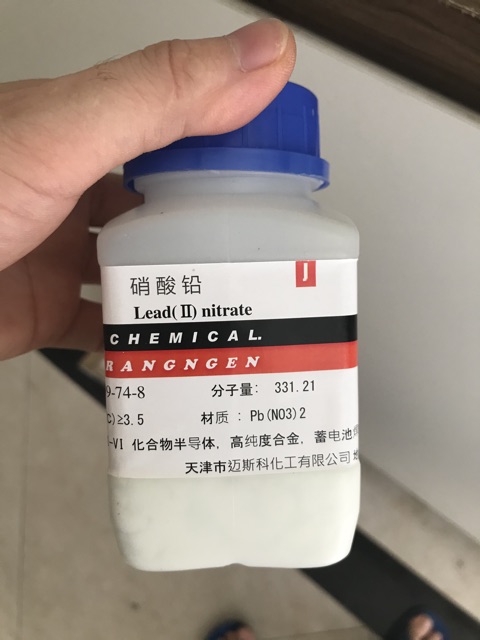 硝酸铅
J
Lead(Ⅱ) nitrate
CHEMICAL.
RANGNGEN
9-74-8 分子量: 331.21
C)≥3.5 材质 : Pb(NO3)2
-VI 化合物半导体, 高纯度合金, 蓄电池
天津市迈斯科化工有限公司